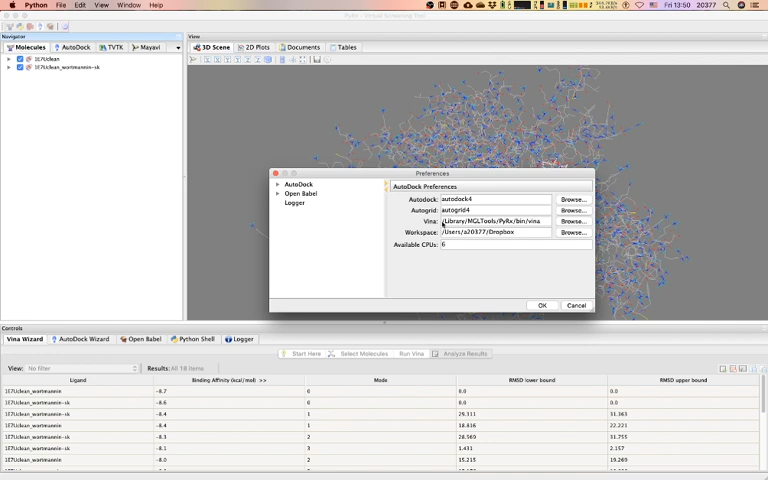 Python File Edit View Window Help Fri 13:50 20377
PyRx - Virtual Screening Tool
Navigator
Molecules AutoDock TVTK Mayavi
1E7Uclean
1E7Uclean_wortmannin-sk
View
3D Scene 2D Plots Documents Tables
Preferences
AutoDock
Open Babel
Logger
AutoDock Preferences
Autodock: autodock4 Browse...
Autogrid: autogrid4 Browse...
Vina: /Library/MGLTools/PyRx/bin/vina Browse...
Workspace: /Users/a20377/Dropbox Browse...
Available CPUs: 6
OK Cancel
Controls
Vina Wizard AutoDock Wizard Open Babel Python Shell Logger
Start Here Select Molecules Run Vina Analyze Results
View: No filter Results: All 18 items
Ligand Binding Affinity (kcal/mol) >> Mode RMSD lower bound RMSD upper bound
1E7Uclean_wortmannin -8.7 0 0.0 0.0
1E7Uclean_wortmannin-sk -8.6 0 0.0 0.0
1E7Uclean_wortmannin-sk -8.4 1 29.311 31.363
1E7Uclean_wortmannin -8.4 1 18.816 22.221
1E7Uclean_wortmannin-sk -8.3 2 28.569 31.755
1E7Uclean_wortmannin-sk -8.1 3 1.431 2.157
1E7Uclean_wortmannin -8.0 2 15.215 19.269